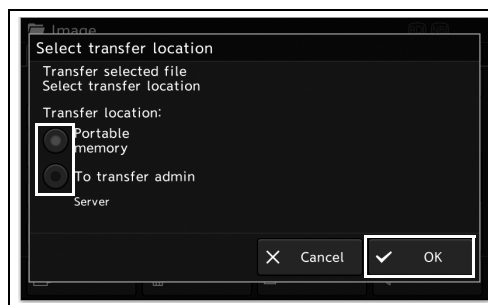 Image
Select transfer location
Transfer selected file
Select transfer location
Transfer location:
Portable
memory
To transfer admin
Server
Cancel
OK